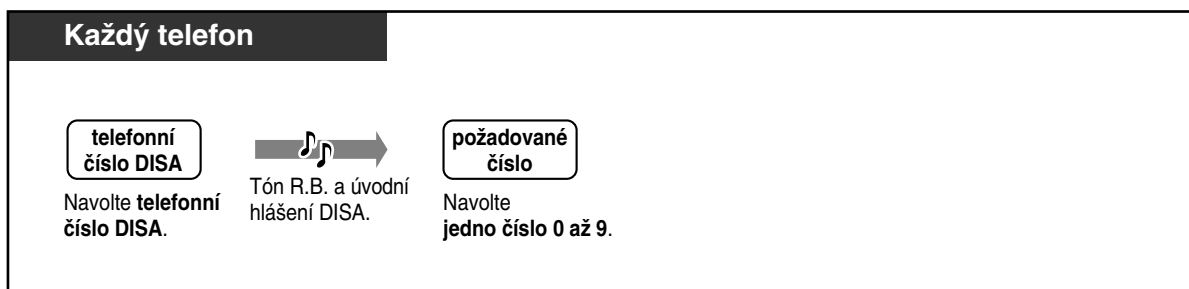 Každý telefon
telefonní
číslo DISA
Navolte telefonní
číslo DISA.
Tón R.B. a úvodní
hlášení DISA.
požadované
číslo
Navolte
jedno číslo 0 až 9.